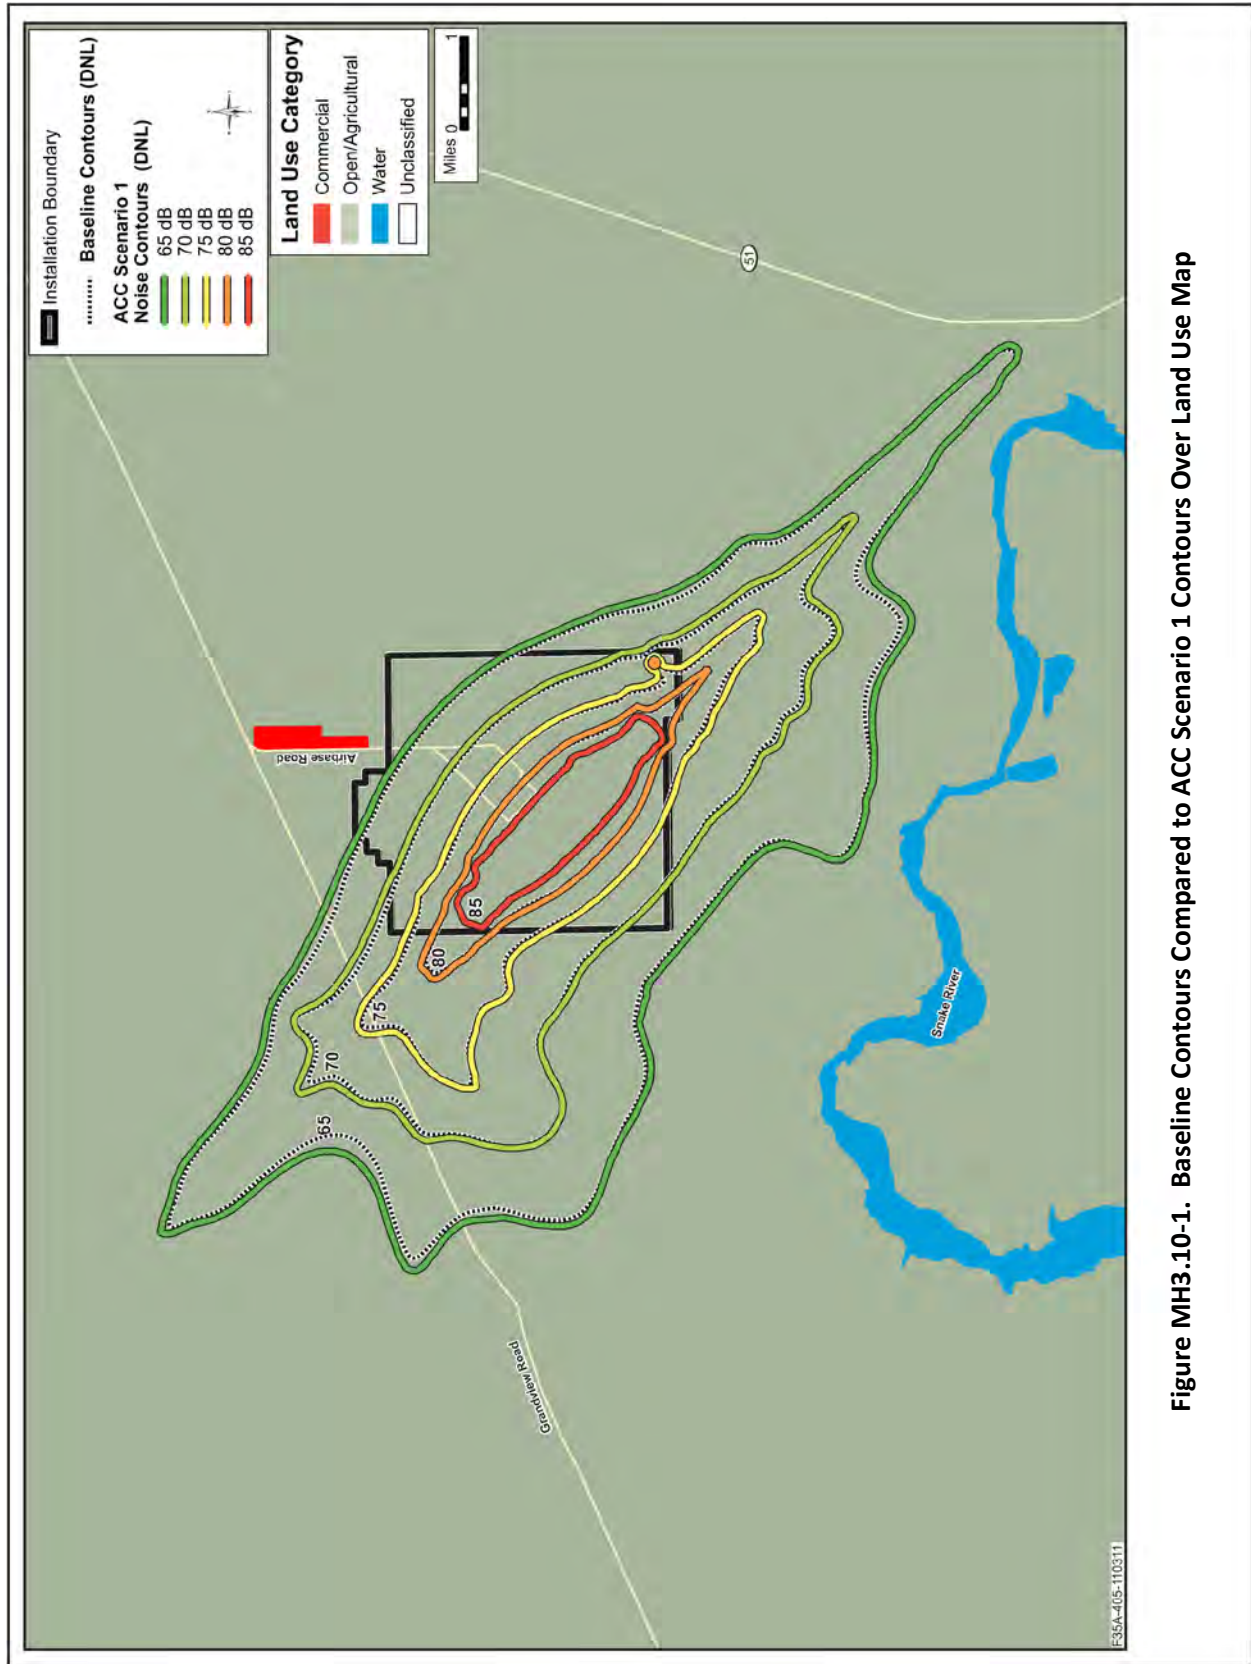 Installation Boundary
Baseline Contours (DNL)
ACC Scenario 1
Noise Contours (DNL)
65 dB
70 dB
75 dB
80 dB
85 dB
Land Use Category
Commercial
Open/Agricultural
Water
Unclassified
Miles 0 1
51
Airbase Road
85
80
75
70
65
Grandview Road
Snake River
F35A-405-110311
Figure MH3.10-1. Baseline Contours Compared to ACC Scenario 1 Contours Over Land Use Map